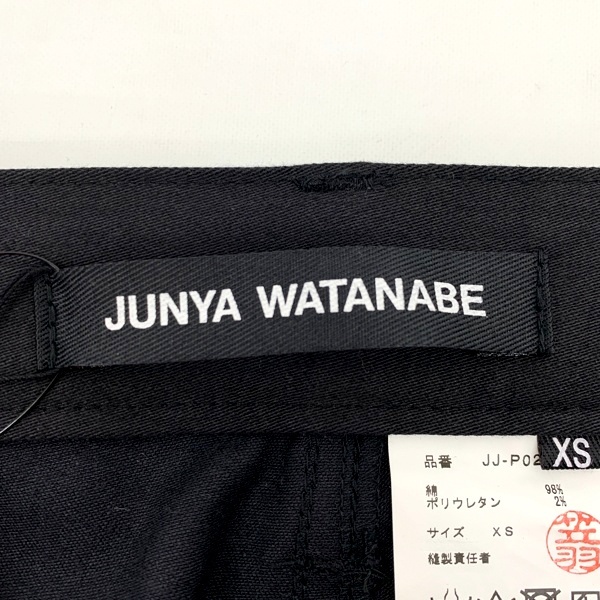 JUNYA WATANABE
XS
品番 JJ-P02
綿 98%
ポリウレタン 2%
サイズ XS
縫製責任者